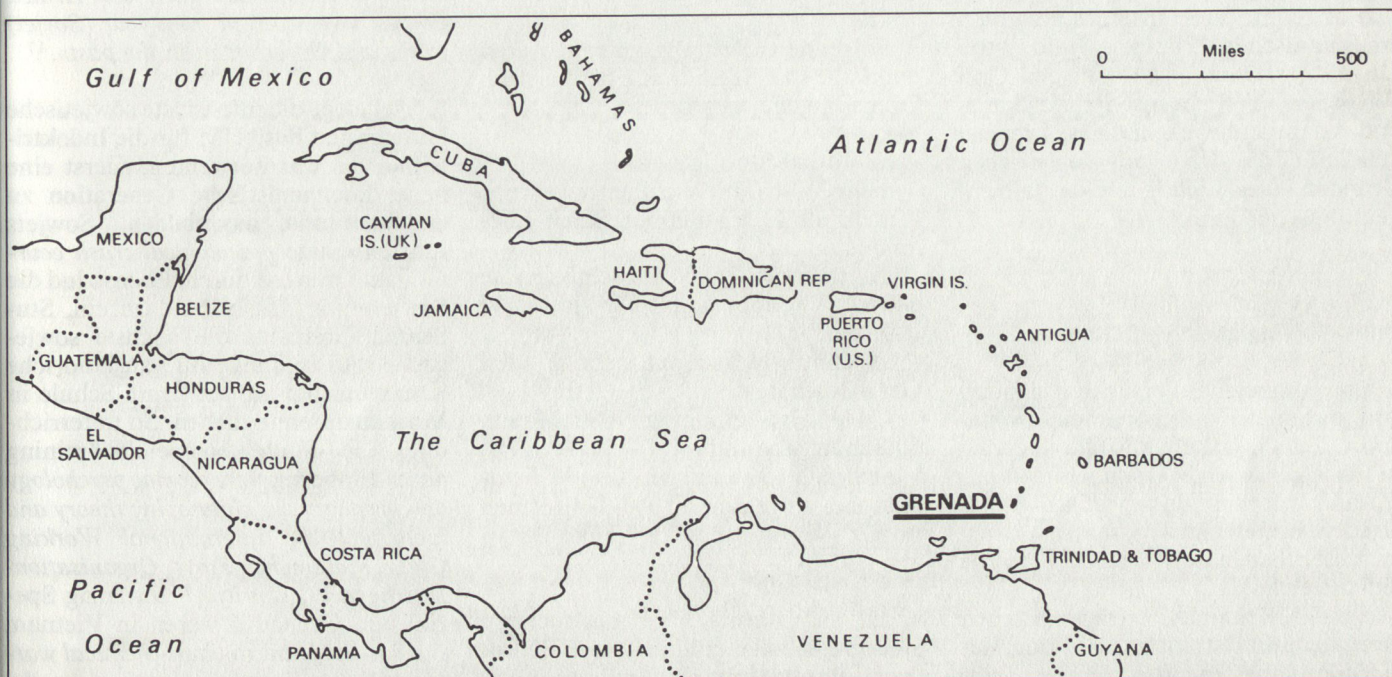 Gulf of Mexico
BAHAMAS
Miles
0 500
Atlantic Ocean
CUBA
MEXICO
CAYMAN
IS.(UK)
HAITI
DOMINICAN REP.
VIRGIN IS.
BELIZE
JAMAICA
PUERTO
RICO
(U.S.)
ANTIGUA
GUATEMALA
HONDURAS
The Caribbean Sea
EL
SALVADOR
NICARAGUA
BARBADOS
GRENADA
COSTA RICA
TRINIDAD & TOBAGO
Pacific
Ocean
PANAMA
COLOMBIA
VENEZUELA
GUYANA